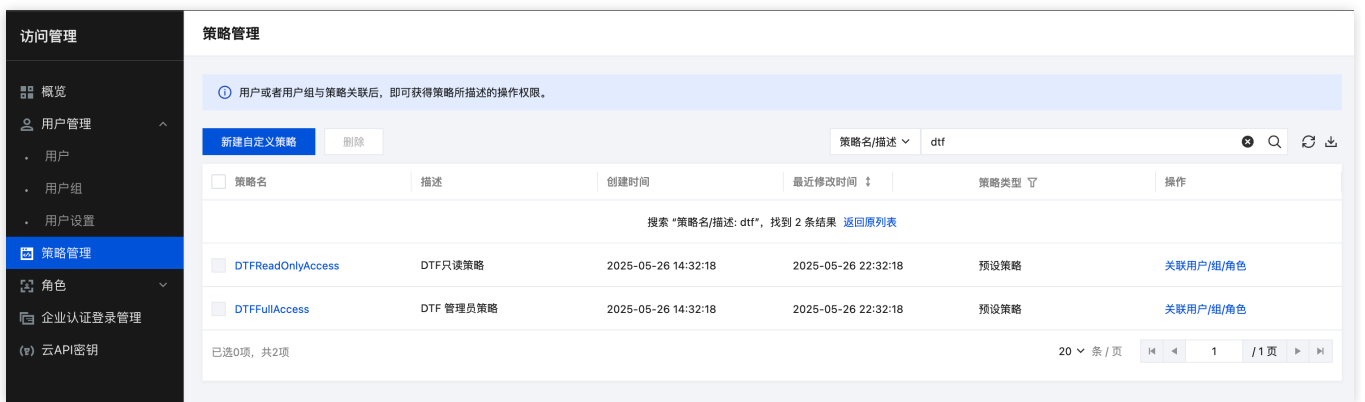 访问管理
策略管理
概览
用户管理
用户
用户组
用户设置
策略管理
角色
企业认证登录管理
云API密钥
用户或者用户组与策略关联后，即可获得策略所描述的操作权限。
新建自定义策略 删除 策略名/描述 dtf
策略名 描述 创建时间 最近修改时间 策略类型 操作
搜索 “策略名/描述: dtf”，找到 2 条结果 返回原列表
DTFReadOnlyAccess DTF只读策略 2025-05-26 14:32:18 2025-05-26 22:32:18 预设策略 关联用户/组/角色
DTFFullAccess DTF 管理员策略 2025-05-26 14:32:18 2025-05-26 22:32:18 预设策略 关联用户/组/角色
已选0项，共2项 20 条 / 页 1 / 1 页